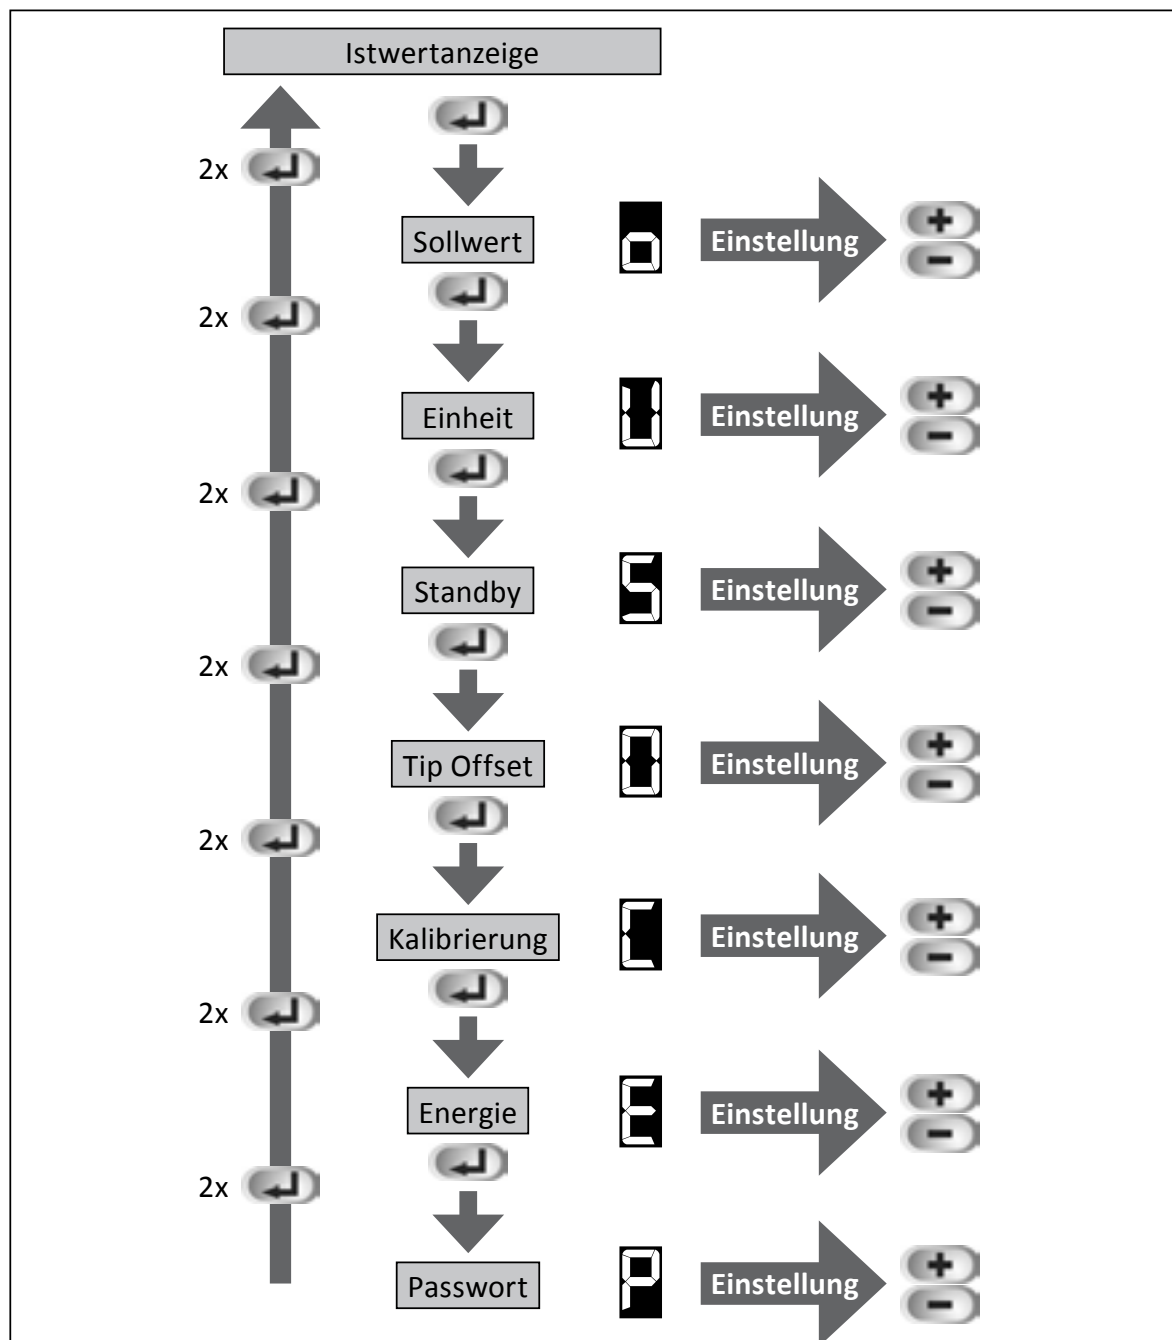 Istwertanzeige
2x
Sollwert o Einstellung + −
2x
Einheit U Einstellung + −
2x
Standby S Einstellung + −
2x
Tip Offset 0 Einstellung + −
2x
Kalibrierung C Einstellung + −
2x
Energie E Einstellung + −
2x
Passwort P Einstellung + −